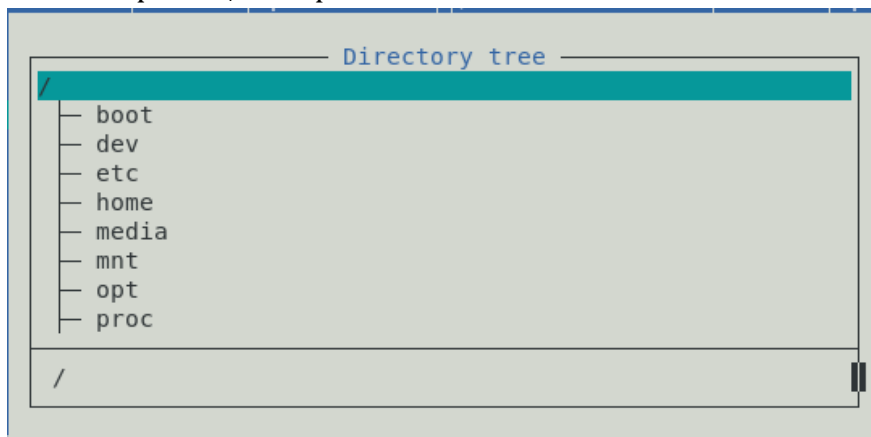 Directory tree
/
boot
dev
etc
home
media
mnt
opt
proc
/